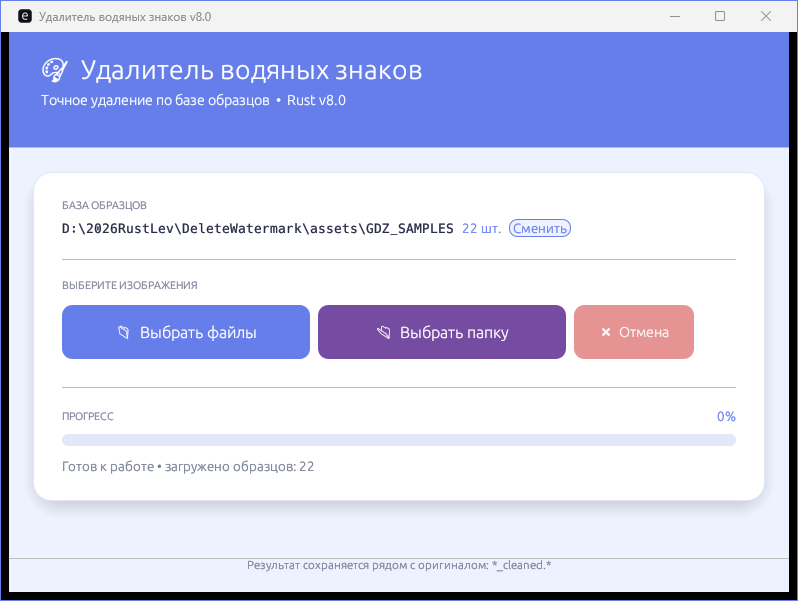 Удалитель водяных знаков v8.0
Удалитель водяных знаков
Точное удаление по базе образцов • Rust v8.0
БАЗА ОБРАЗЦОВ
D:\2026RustLev\DeleteWatermark\assets\GDZ_SAMPLES 22 шт. Сменить
ВЫБЕРИТЕ ИЗОБРАЖЕНИЯ
Выбрать файлы Выбрать папку Отмена
ПРОГРЕСС 0%
Готов к работе • загружено образцов: 22
Результат сохраняется рядом с оригиналом: *_cleaned.*